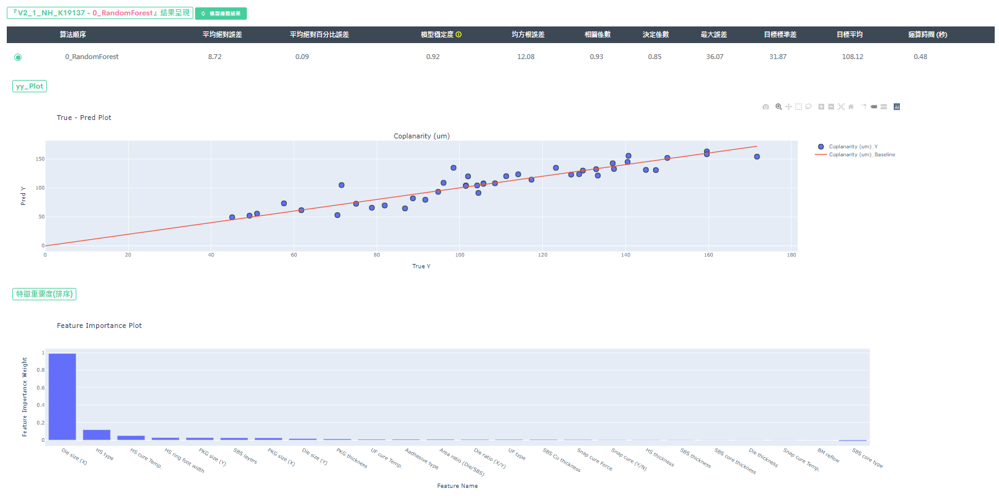 『V2_1_NH_K19137 - 0_RandomForest』結果呈現 模型總體結果
算法順序 平均絕對誤差 平均絕對百分比誤差 模型穩定度 均方根誤差 相關係數 決定係數 最大誤差 目標標準差 目標平均 運算時間 (秒)
0_RandomForest 8.72 0.09 0.92 12.08 0.93 0.85 36.07 31.87 108.12 0.48
yy_Plot
True - Pred Plot
Coplanarity (um)
Coplanarity (um)_Y
Coplanarity (um)_Baseline
150
100
50
0
Pred Y
0 20 40 60 80 100 120 140 160 180
True Y
特徵重要度(排序)
Feature Importance Plot
1
0.8
0.6
0.4
0.2
0
Feature Importance Weight
Die size (X)
HS type
HS cure Temp.
HS ring foot width
PKG size (Y)
SBS layers
PKG size (X)
Die size (Y)
PKG thickness
UF cure Temp.
Aadhesive type
Area ratio (Die/SBS)
Die ratio (X/Y)
UF type
SBS Cu thickness
Snap cure Force
Snap cure (Y/N)
HS thickness
SBS thickness
SBS core thickness
Die thickness
Snap cure Temp.
BM reflow
SBS core type
Feature Name